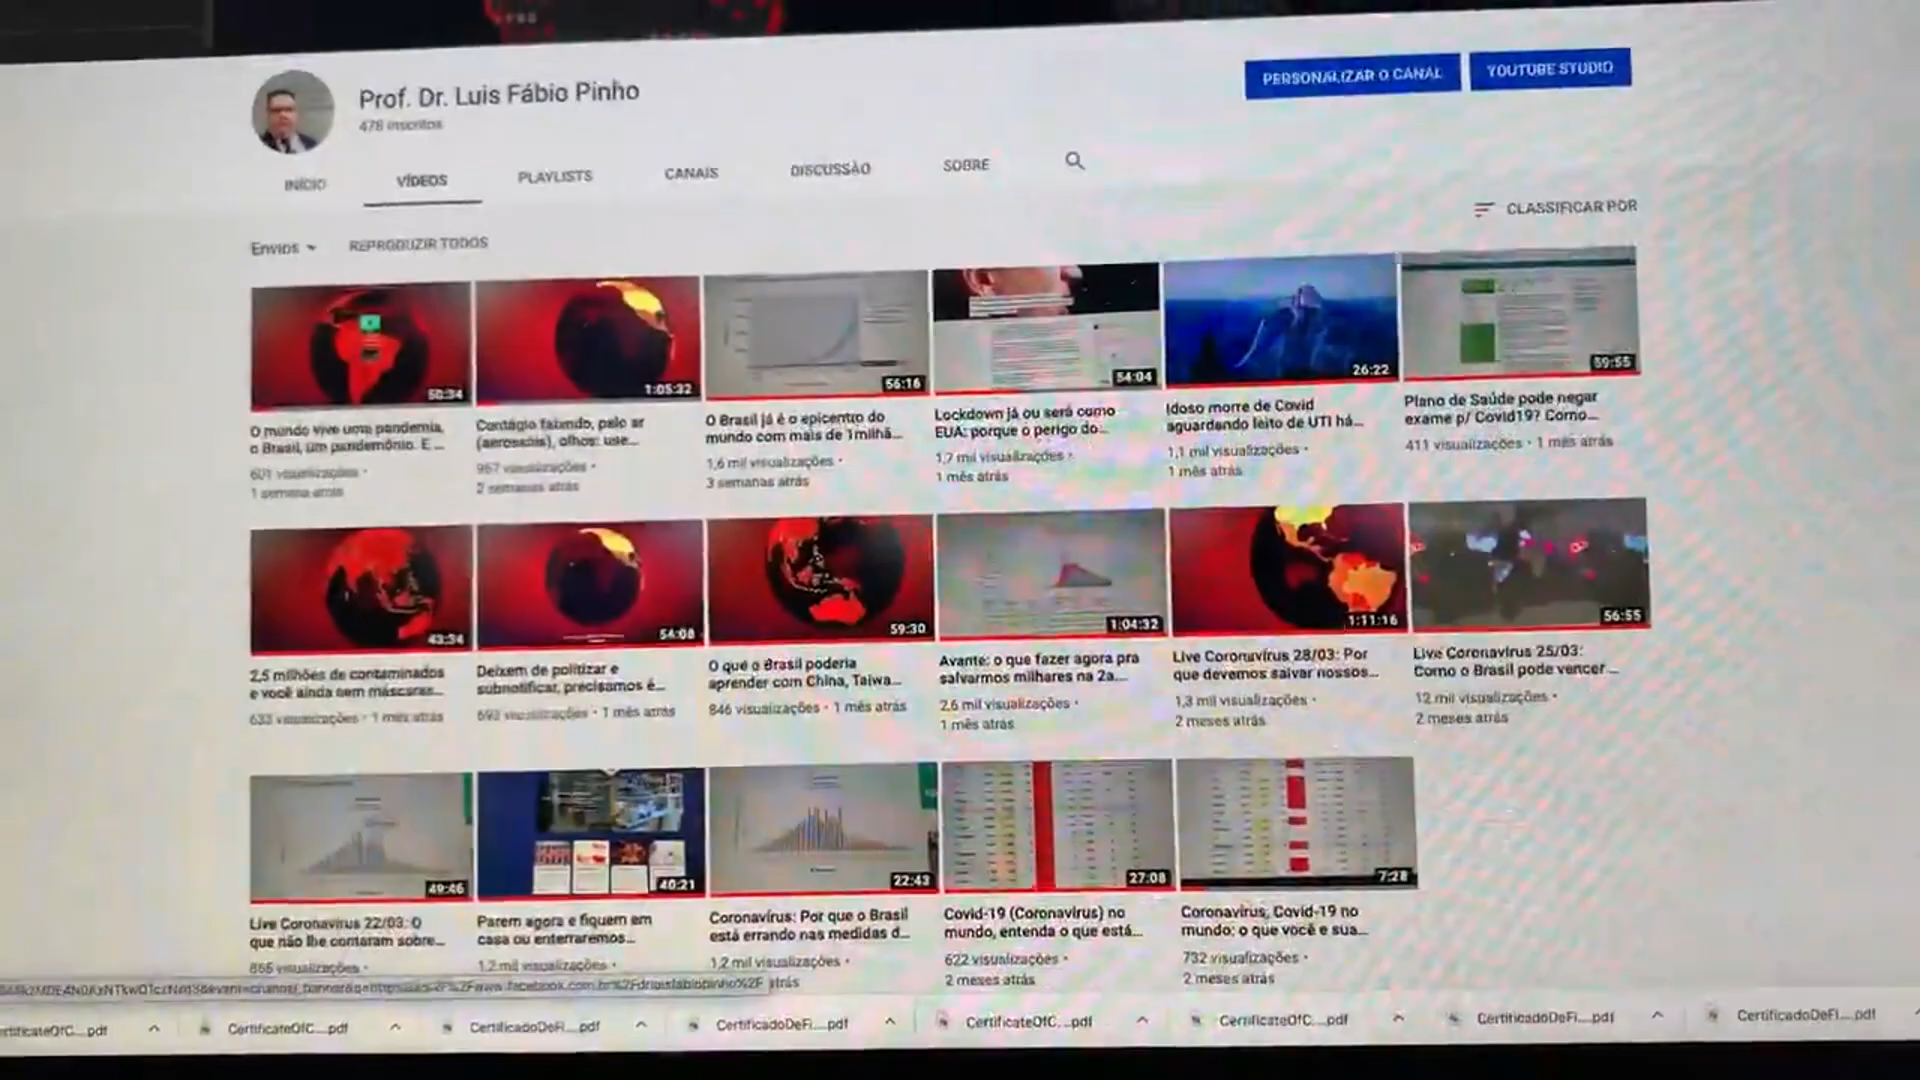 Prof. Dr. Luis Fábio Pinho
478 inscritos
PERSONALIZAR O CANAL
YOUTUBE STUDIO
INÍCIO
VÍDEOS
PLAYLISTS
CANAIS
DISCUSSÃO
SOBRE
CLASSIFICAR POR
Envios
REPRODUZIR TODOS
50:34
1:05:32
56:16
54:04
26:22
59:55
O mundo vive uma pandemia,
o Brasil, um pandemônio. E ...
601 visualizações •
1 semana atrás
Contágio falando, pelo ar
(aerossóis), olhos: use...
967 visualizações •
2 semanas atrás
O Brasil já é o epicentro do
mundo com mais de 1milhã...
1,6 mil visualizações •
3 semanas atrás
Lockdown já ou será como
EUA: porque o perigo do...
1,7 mil visualizações •
1 mês atrás
Idoso morre de Covid
aguardando leito de UTI há...
1,1 mil visualizações •
1 mês atrás
Plano de Saúde pode negar
exame p/ Covid19? Como...
411 visualizações • 1 mês atrás
43:34
54:08
59:30
1:04:32
1:11:16
56:55
2,5 milhões de contaminados
e você ainda sem máscaras...
633 visualizações • 1 mês atrás
Deixem de politizar e
subnotificar, precisamos é...
693 visualizações • 1 mês atrás
O que o Brasil poderia
aprender com China, Taiwa...
846 visualizações • 1 mês atrás
Avante: o que fazer agora pra
salvarmos milhares na 2a....
2,6 mil visualizações •
1 mês atrás
Live Coronavírus 28/03: Por
que devemos salvar nossos...
1,3 mil visualizações •
2 meses atrás
Live Coronavírus 25/03:
Como o Brasil pode vencer ...
12 mil visualizações •
2 meses atrás
49:46
40:21
22:43
27:08
7:28
Live Coronavirus 22/03: O
que não lhe contaram sobre...
866 visualizações •
Parem agora e fiquem em
casa ou enterraremos...
1,2 mil visualizações •
Coronavírus: Por que o Brasil
está errando nas medidas d...
1,2 mil visualizações •
atrás
Covid-19 (Coronavirus) no
mundo, entenda o que está...
622 visualizações •
2 meses atrás
Coronavírus, Covid-19 no
mundo: o que você e sua...
732 visualizações •
2 meses atrás
CertificateOfC....pdf
CertificadoDeFi....pdf
CertificadoDeFi....pdf
CertificateOfC....pdf
CertificateOfC....pdf
CertificadoDeFi....pdf
CertificadoDeFi....pdf